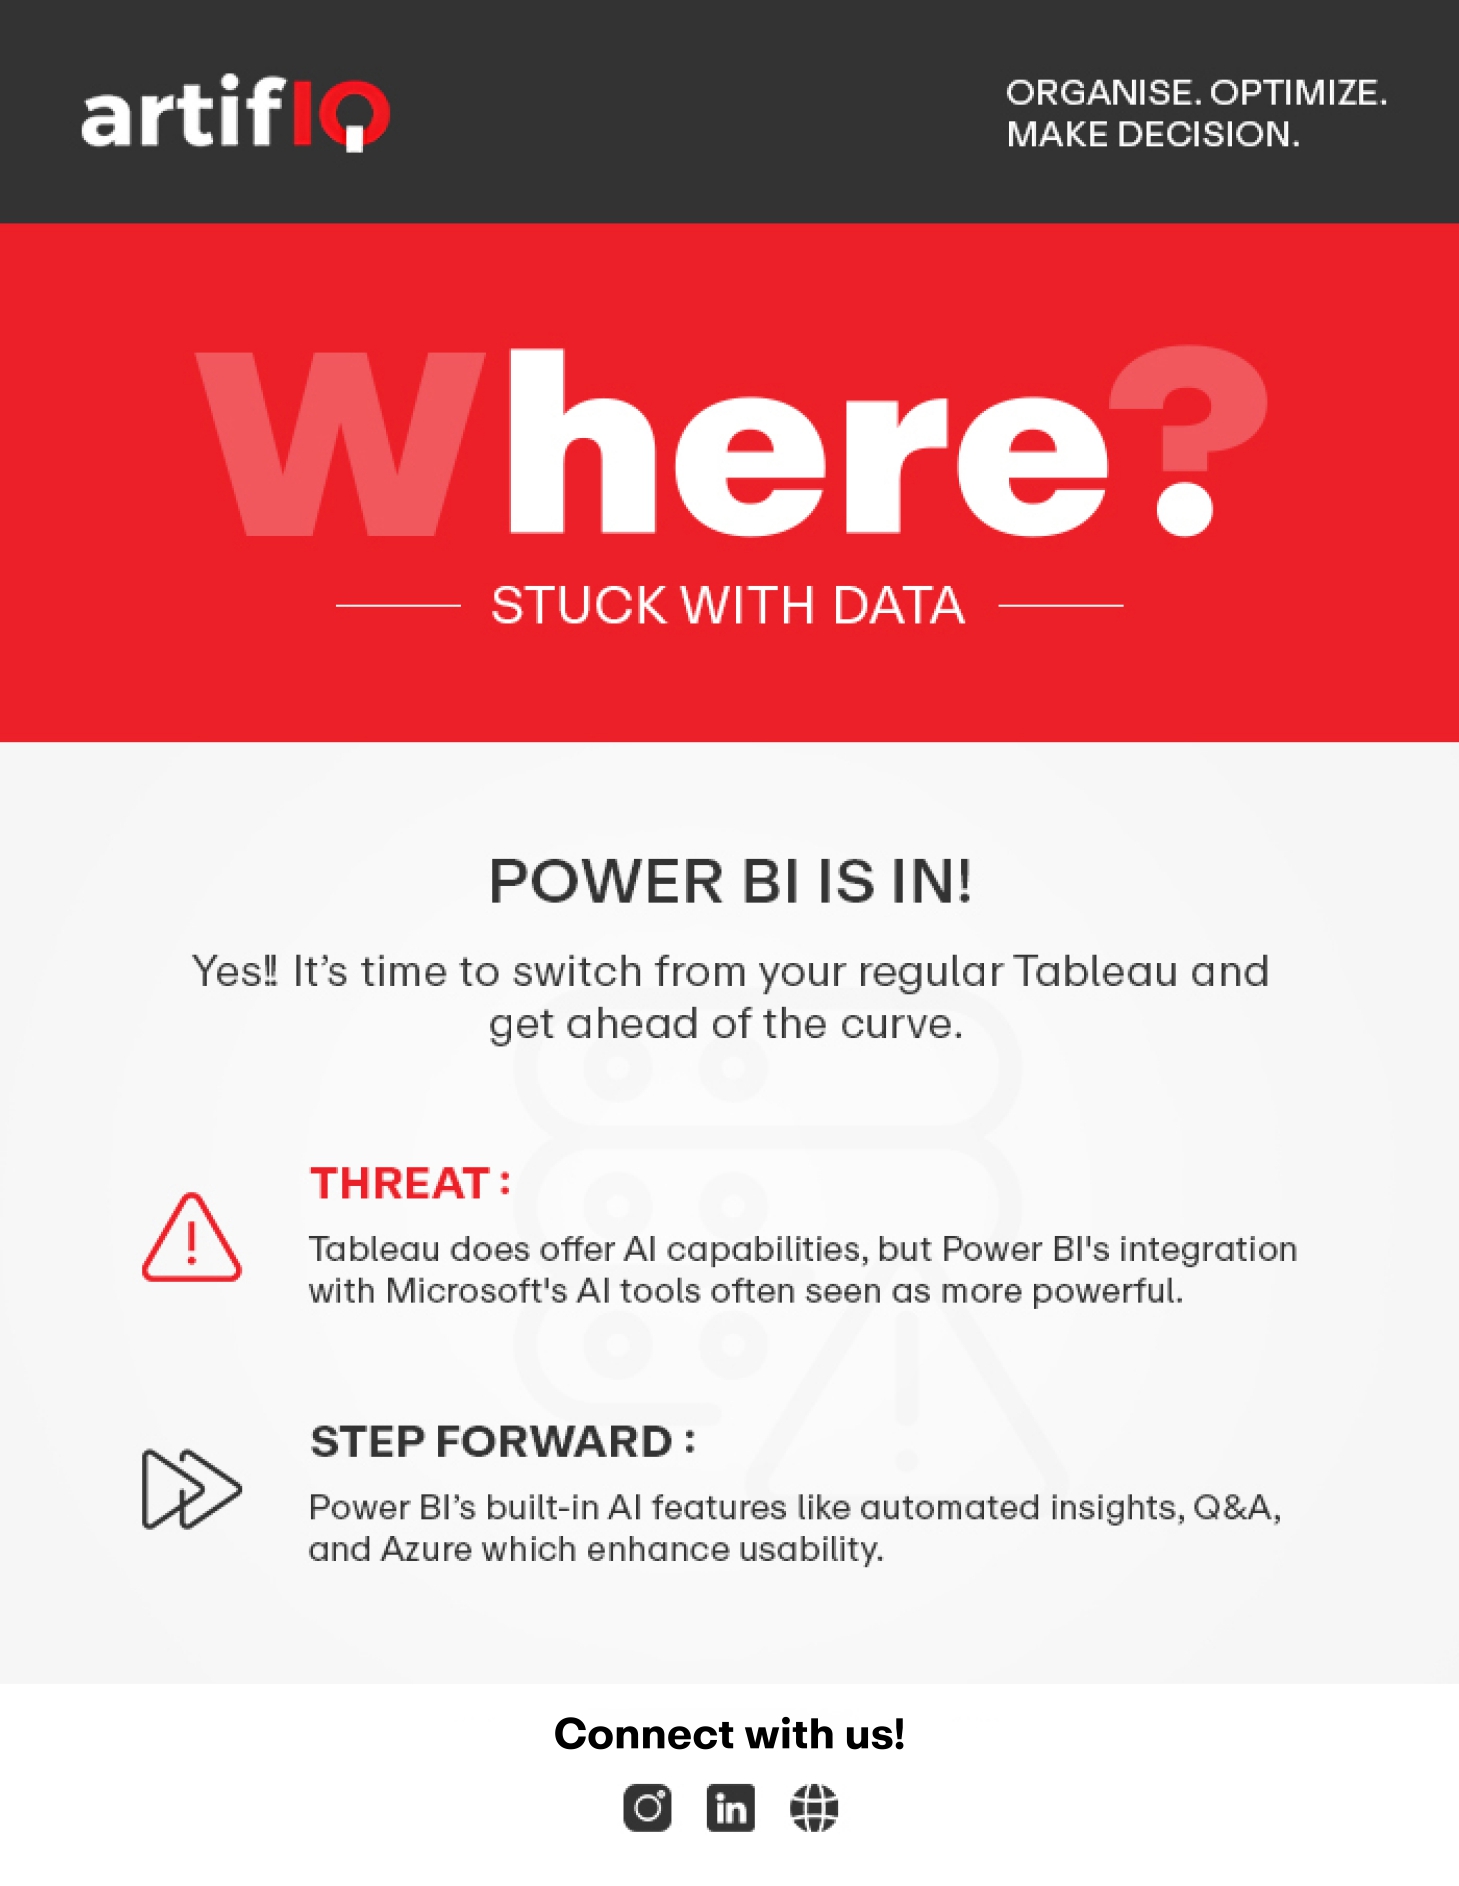 artifIQ
ORGANISE. OPTIMIZE.
MAKE DECISION.
Where?
STUCK WITH DATA
POWER BI IS IN!
Yes!! It's time to switch from your regular Tableau and
get ahead of the curve.
THREAT :
Tableau does offer AI capabilities, but Power BI's integration
with Microsoft's AI tools often seen as more powerful.
STEP FORWARD :
Power BI’s built-in AI features like automated insights, Q&A,
and Azure which enhance usability.
Connect with us!
in